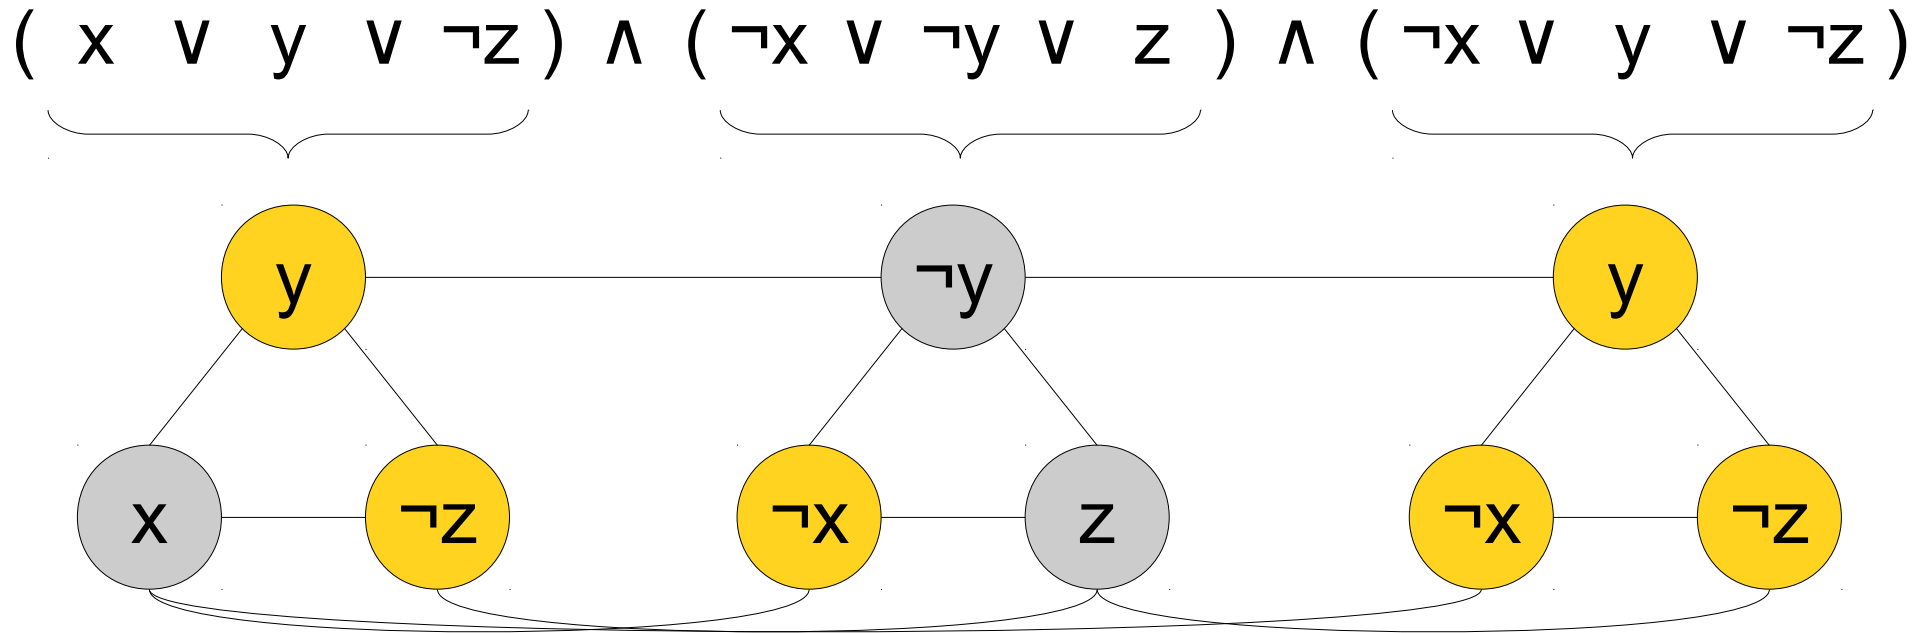 ( x ∨ y ∨ ¬z ) ∧ ( ¬x ∨ ¬y ∨ z ) ∧ ( ¬x ∨ y ∨ ¬z )
y ¬y y
x ¬z ¬x z ¬x ¬z